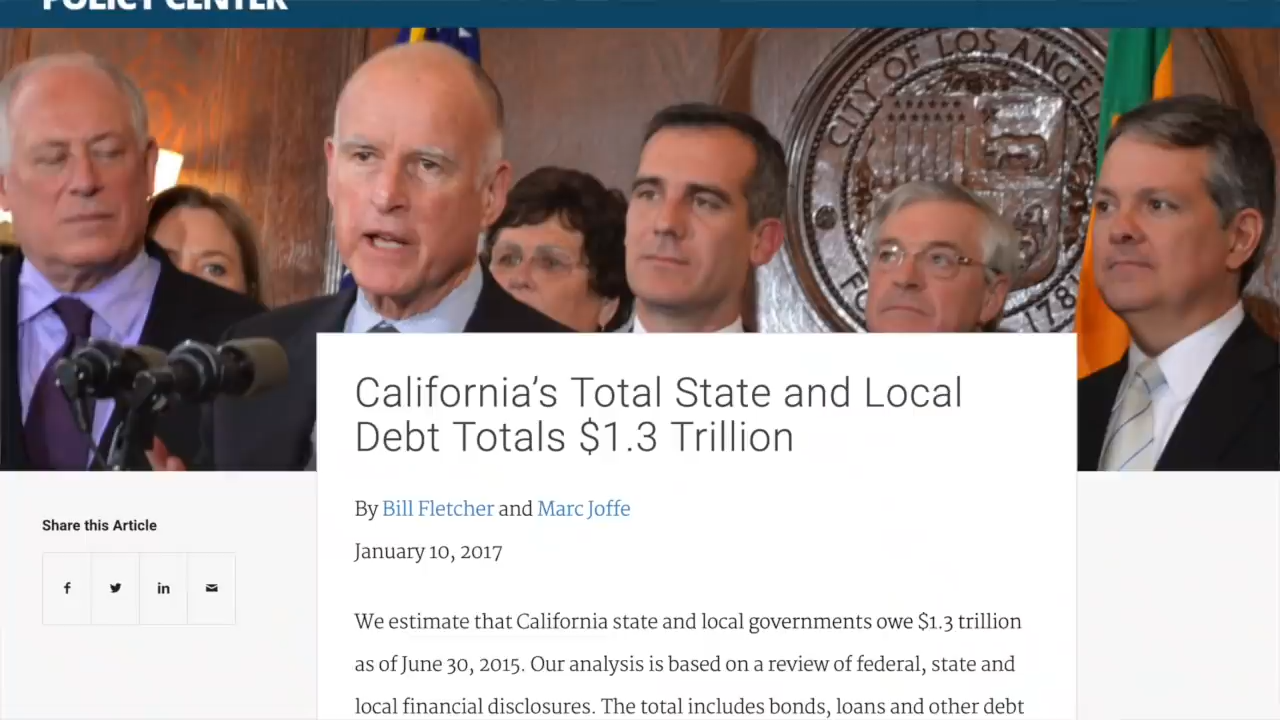 POLICY CENTER
CITY OF LOS ANGELE
FO
178
California’s Total State and Local
Debt Totals $1.3 Trillion
By Bill Fletcher and Marc Joffe
January 10, 2017
Share this Article
We estimate that California state and local governments owe $1.3 trillion
as of June 30, 2015. Our analysis is based on a review of federal, state and
local financial disclosures. The total includes bonds, loans and other debt